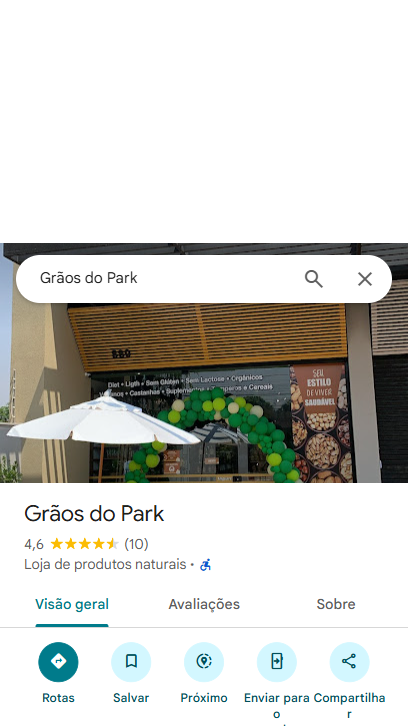 Grãos do Park
880
Diet • Ligth • Sem Glúten • Sem Lactose • Orgânicos
• Castanhas • Suplementos • Temperos e Cereais
SEU
ESTILO
DE VIVER
SAUDÁVEL
Grãos do Park
4,6 (10)
Loja de produtos naturais •
Visão geral
Avaliações
Sobre
Rotas
Salvar
Próximo
Enviar para
o
Compartilha
r